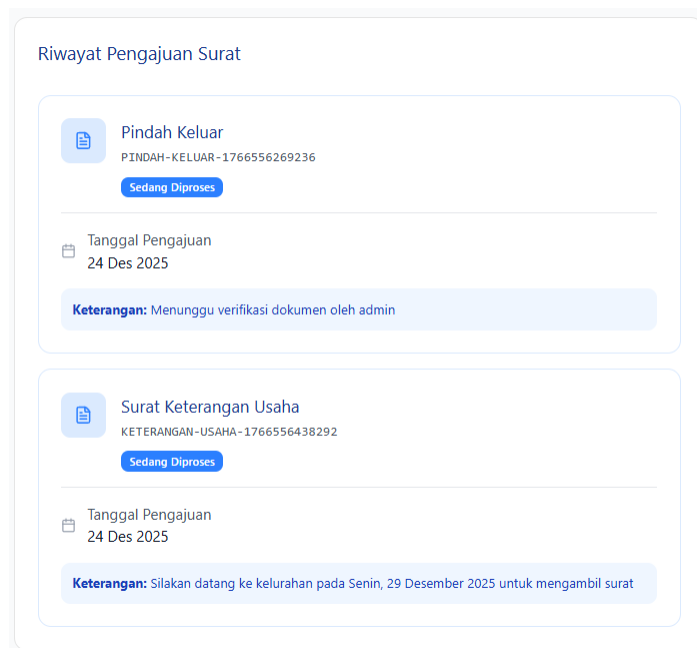 Riwayat Pengajuan Surat
Pindah Keluar
PINDAH-KELUAR-1766556269236
Sedang Diproses
Tanggal Pengajuan
24 Des 2025
Keterangan: Menunggu verifikasi dokumen oleh admin
Surat Keterangan Usaha
KETERANGAN-USAHA-1766556438292
Sedang Diproses
Tanggal Pengajuan
24 Des 2025
Keterangan: Silakan datang ke kelurahan pada Senin, 29 Desember 2025 untuk mengambil surat